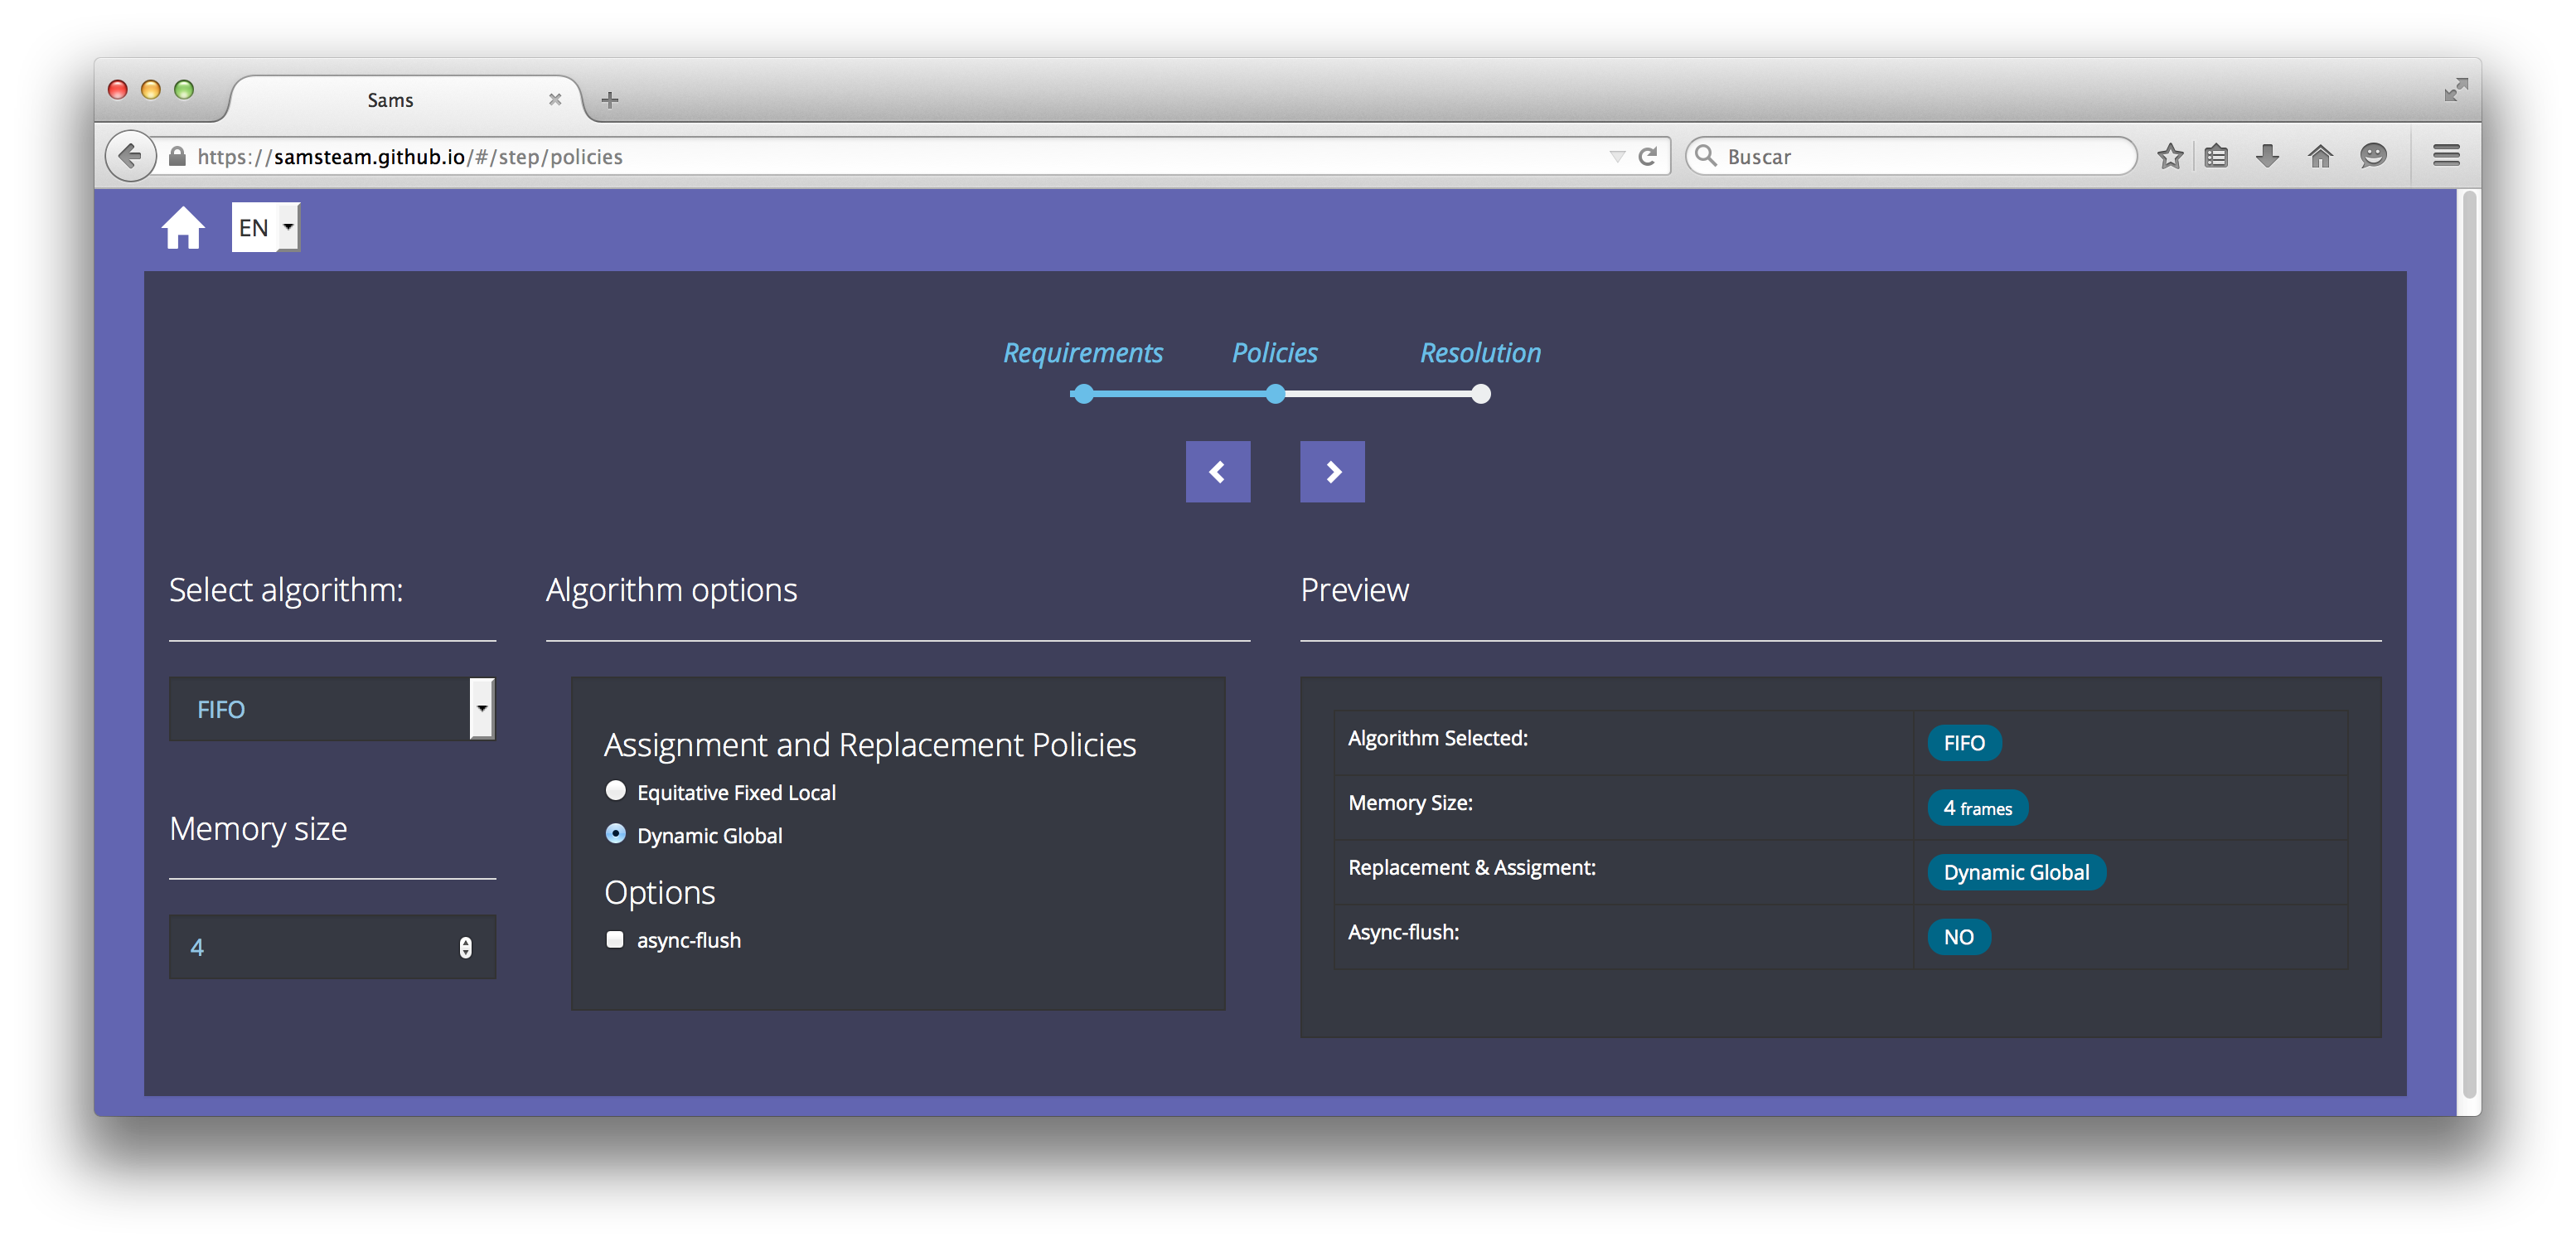 Sams
https://samsteam.github.io/#/step/policies
Buscar
EN
Requirements Policies Resolution
Select algorithm:
FIFO
Memory size
4
Algorithm options
Assignment and Replacement Policies
Equitative Fixed Local
Dynamic Global
Options
async-flush
Preview
Algorithm Selected: FIFO
Memory Size: 4 frames
Replacement & Assigment: Dynamic Global
Async-flush: NO